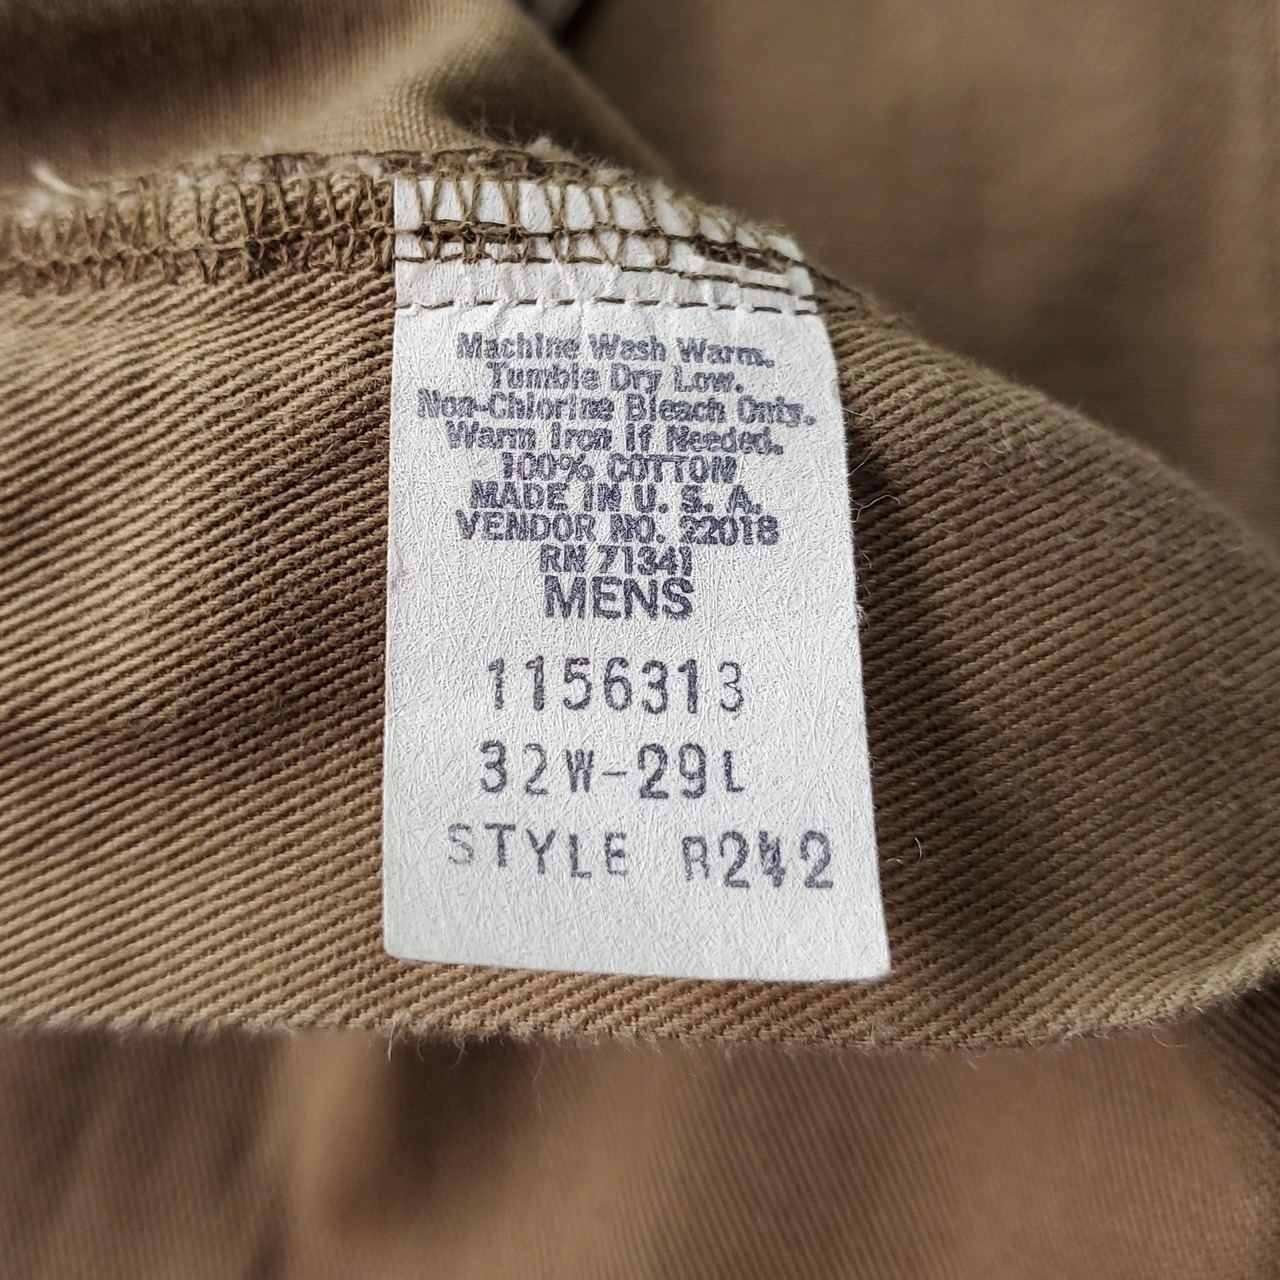 Machine Wash Warm.
Tumble Dry Low.
Non-Chlorine Bleach Only.
Warm Iron If Needed.
100% COTTON
MADE IN U. S. A.
VENDOR NO. 22018
RN 71341
MENS
1156313
32W-29L
STYLE R242